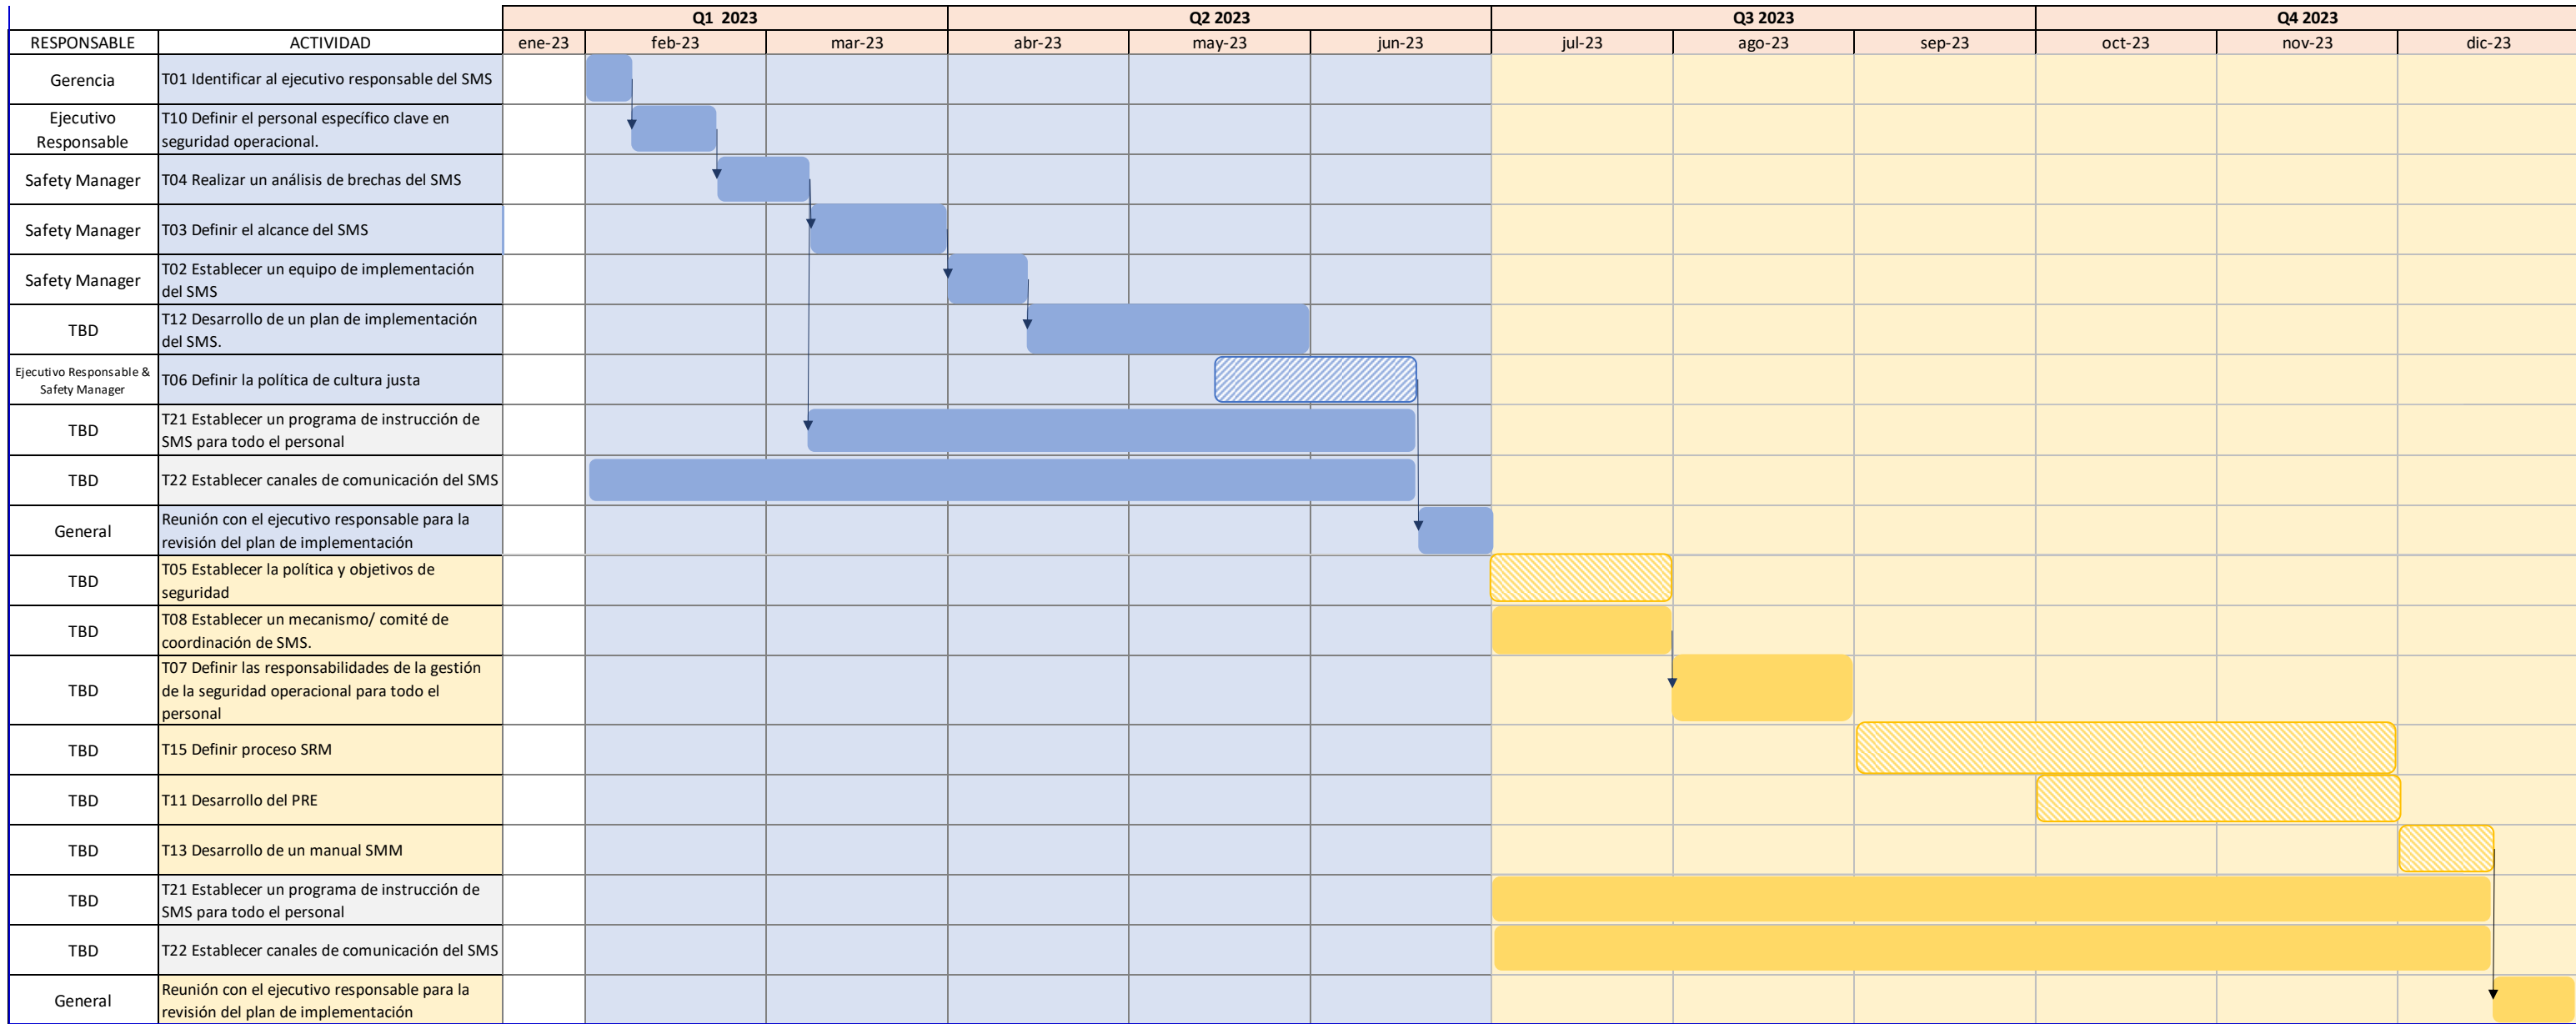 Q1 2023 Q2 2023 Q3 2023 Q4 2023
RESPONSABLE ACTIVIDAD ene-23 feb-23 mar-23 abr-23 may-23 jun-23 jul-23 ago-23 sep-23 oct-23 nov-23 dic-23
Gerencia T01 Identificar al ejecutivo responsable del SMS
Ejecutivo
Responsable
T10 Definir el personal específico clave en
seguridad operacional.
Safety Manager T04 Realizar un análisis de brechas del SMS
Safety Manager T03 Definir el alcance del SMS
Safety Manager
T02 Establecer un equipo de implementación
del SMS
TBD
T12 Desarrollo de un plan de implementación
del SMS.
Ejecutivo Responsable &
Safety Manager
T06 Definir la política de cultura justa
TBD
T21 Establecer un programa de instrucción de
SMS para todo el personal
TBD T22 Establecer canales de comunicación del SMS
General
Reunión con el ejecutivo responsable para la
revisión del plan de implementación
TBD
T05 Establecer la política y objetivos de
seguridad
TBD
T08 Establecer un mecanismo/ comité de
coordinación de SMS.
TBD
T07 Definir las responsabilidades de la gestión
de la seguridad operacional para todo el
personal
TBD T15 Definir proceso SRM
TBD T11 Desarrollo del PRE
TBD T13 Desarrollo de un manual SMM
TBD
T21 Establecer un programa de instrucción de
SMS para todo el personal
TBD T22 Establecer canales de comunicación del SMS
General
Reunión con el ejecutivo responsable para la
revisión del plan de implementación